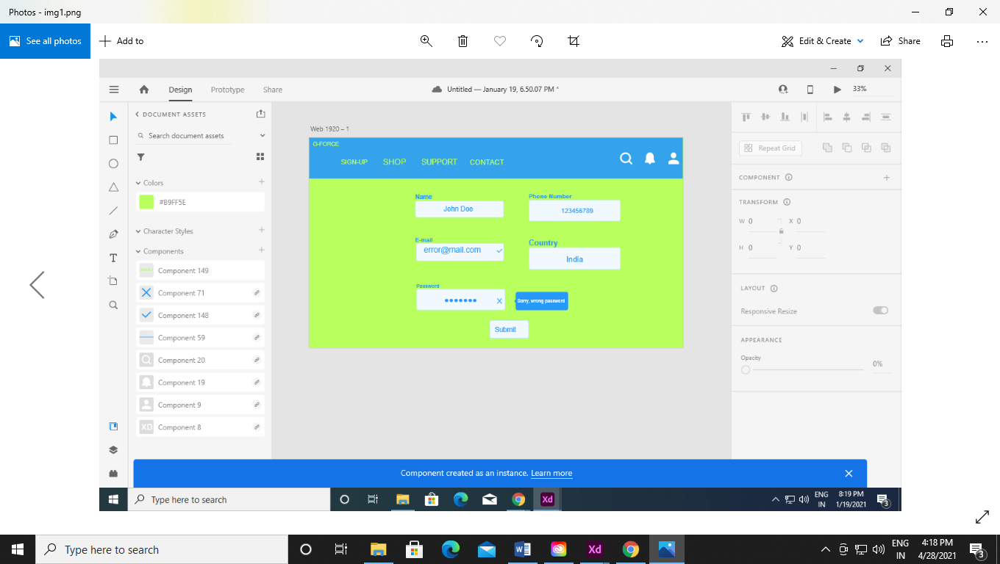 Photos - img1.png
See all photos
Add to
Edit & Create
Share
Design
Prototype
Share
Untitled — January 19, 6.50.07 PM *
33%
DOCUMENT ASSETS
Search document assets
Colors
#B9FF5E
Character Styles
Components
Component 149
Component 71
Component 148
Component 59
Component 20
Component 19
Component 9
XD Component 8
Web 1920 – 1
G-FORCE
SIGN-UP SHOP SUPPORT CONTACT
Name
John Doe
Phone Number
123456789
E-mail
error@mail.com
Country
India
Password
Sorry, wrong password
Submit
Repeat Grid
COMPONENT
TRANSFORM
W 0 X 0
H 0 Y 0
LAYOUT
Responsive Resize
APPEARANCE
Opacity
0%
Component created as an instance. Learn more
Type here to search
Xd
ENG
IN
8:19 PM
1/19/2021
3
Type here to search
Xd
ENG
IN
4:18 PM
4/28/2021
3